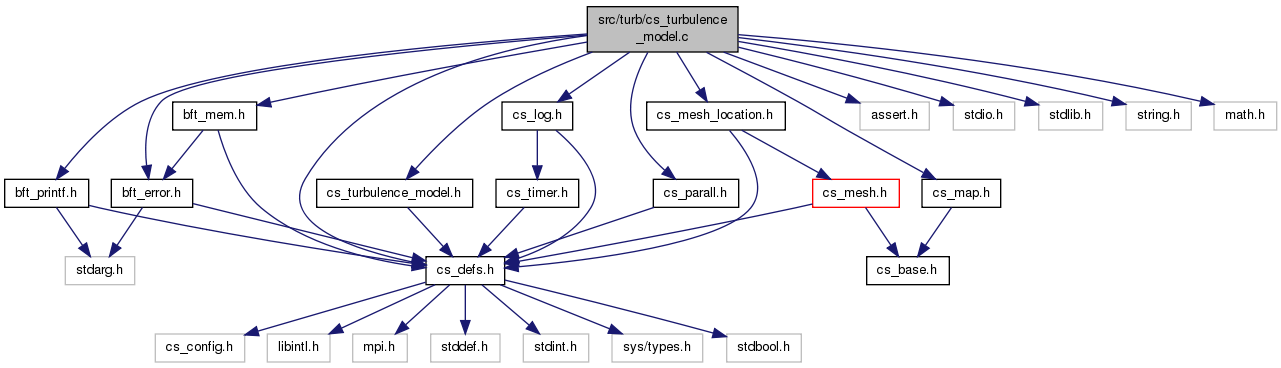 src/turb/cs_turbulence
_model.c
bft_mem.h
cs_log.h
cs_mesh_location.h
assert.h
stdio.h
stdlib.h
string.h
math.h
bft_printf.h
bft_error.h
cs_turbulence_model.h
cs_timer.h
cs_parall.h
cs_mesh.h
cs_map.h
stdarg.h
cs_defs.h
cs_base.h
cs_config.h
libintl.h
mpi.h
stddef.h
stdint.h
sys/types.h
stdbool.h